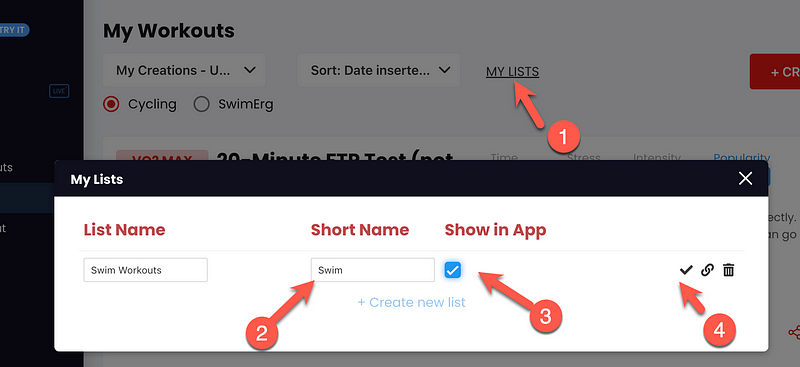 TRY IT
My Workouts
My Creations - U... Sort: Date inserte... MY LISTS + CR
LIVE
Cycling SwimErg
1
VO2 MAX 20-Minute FTP Test (not Time Stress Intensity Popularity
My Lists
uts
ectly.
List Name Short Name Show in App
ut
an go
Swim Workouts Swim
+ Create new list
2
3
4